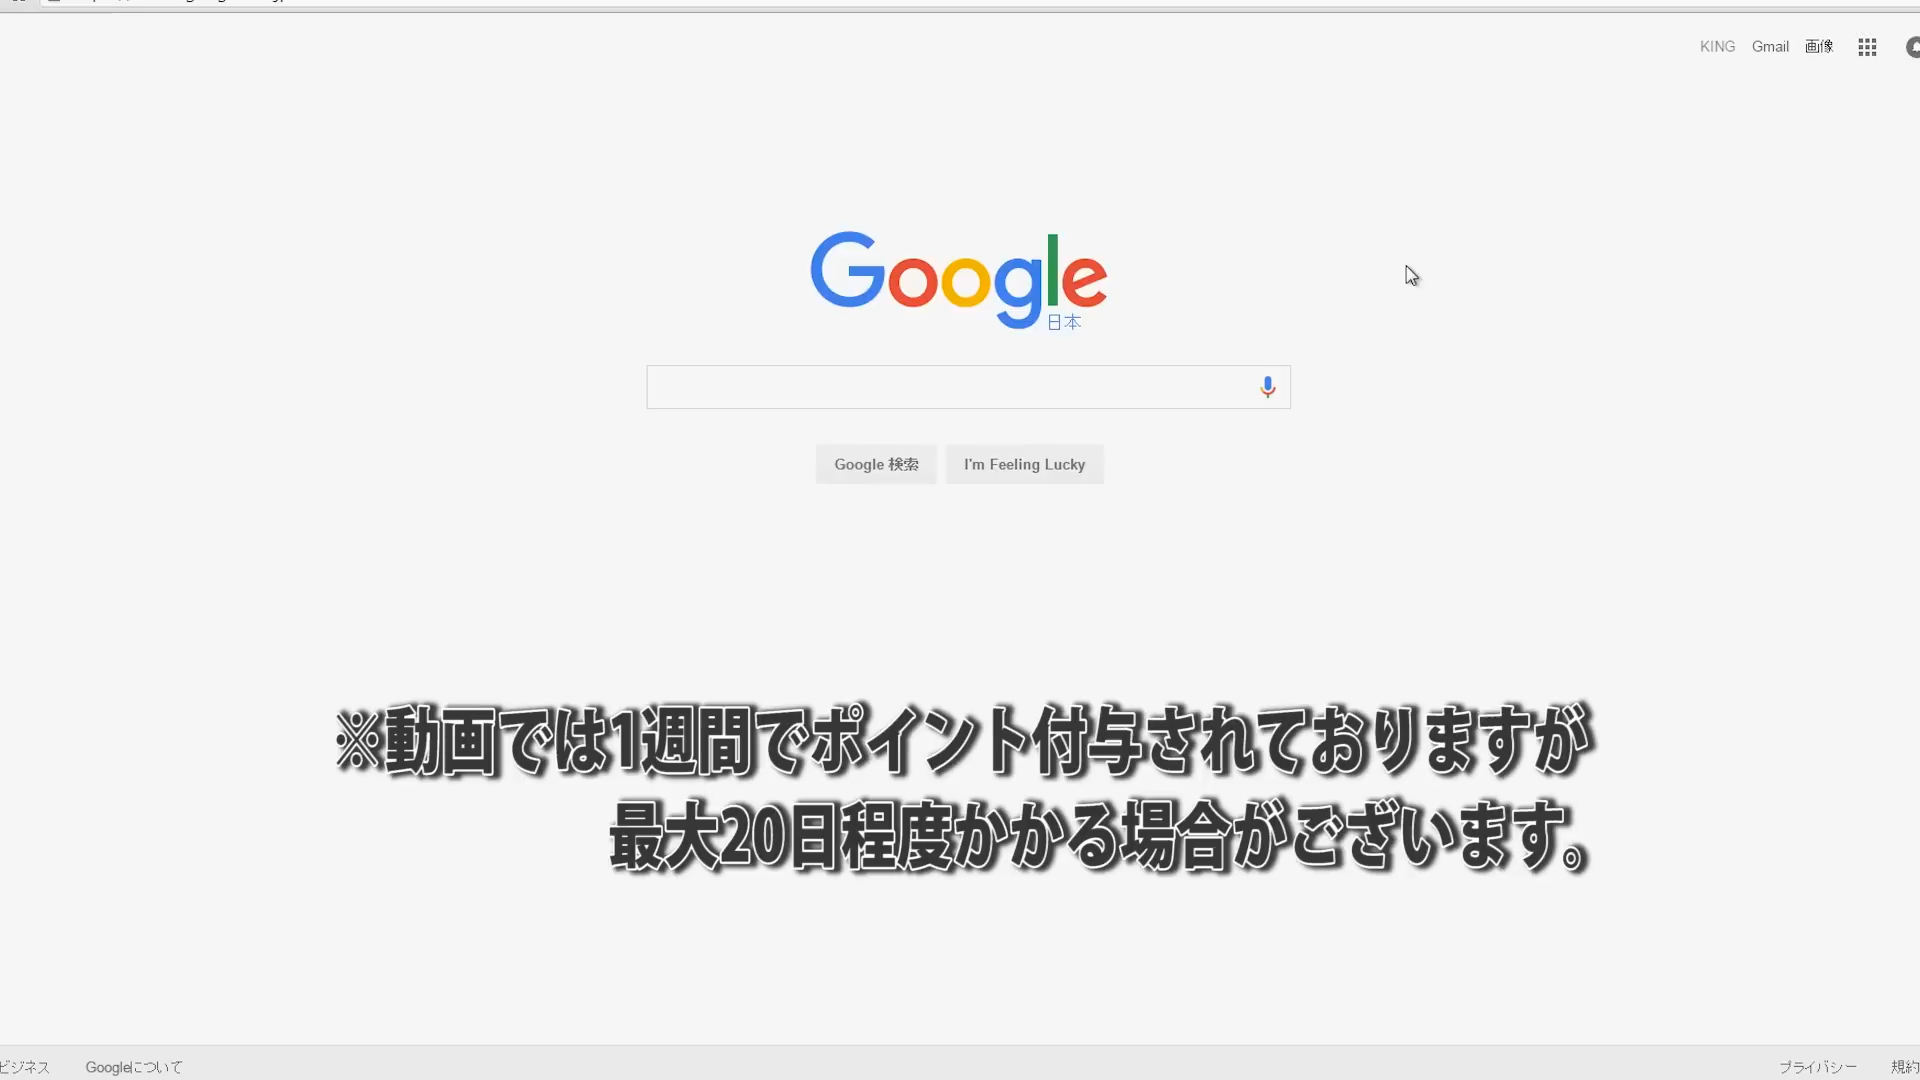 KING Gmail 画像
Google
日本
Google 検索 I'm Feeling Lucky
※動画では1週間でポイント付与されておりますが
最大20日程度かかる場合がございます。
ビジネス Googleについて プライバシー 規約